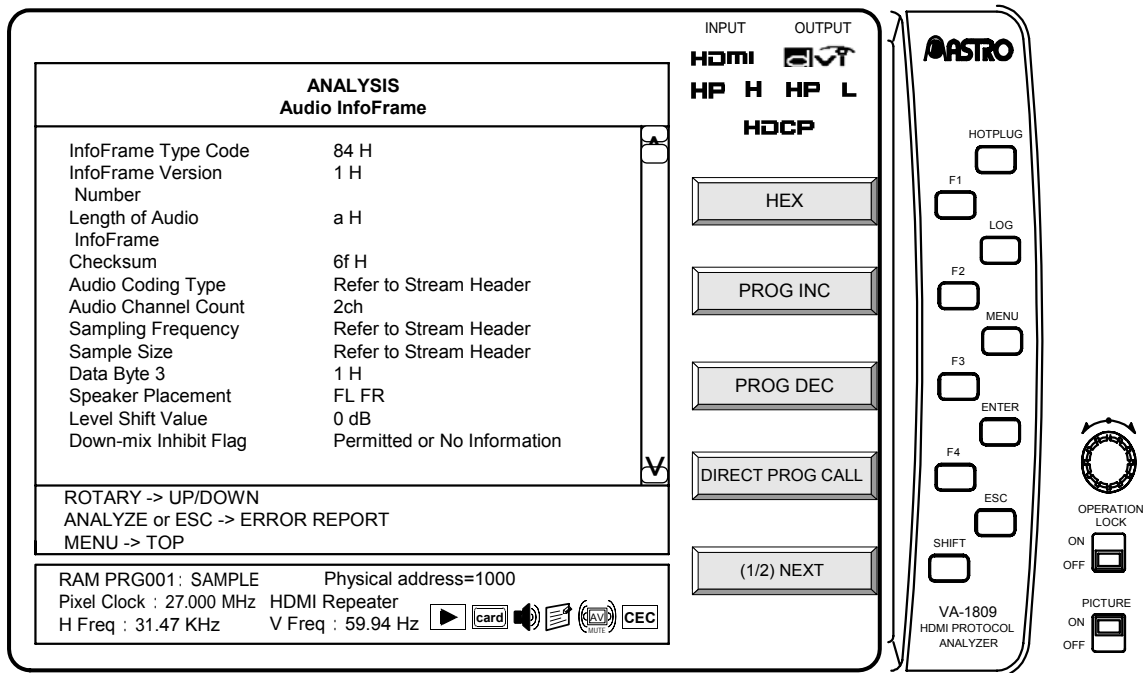 ANALYSIS
Audio InfoFrame
InfoFrame Type Code 84 H
InfoFrame Version 1 H
Number
Length of Audio a H
InfoFrame
Checksum 6f H
Audio Coding Type Refer to Stream Header
Audio Channel Count 2ch
Sampling Frequency Refer to Stream Header
Sample Size Refer to Stream Header
Data Byte 3 1 H
Speaker Placement FL FR
Level Shift Value 0 dB
Down-mix Inhibit Flag Permitted or No Information
ROTARY -> UP/DOWN
ANALYZE or ESC -> ERROR REPORT
MENU -> TOP
RAM PRG001: SAMPLE Physical address=1000
Pixel Clock : 27.000 MHz HDMI Repeater
H Freq : 31.47 KHz V Freq : 59.94 Hz
card
AV
MUTE
CEC
INPUT OUTPUT
HDMI DVI
HP H HP L
HDCP
HEX
PROG INC
PROG DEC
DIRECT PROG CALL
(1/2) NEXT
ASTRO
HOTPLUG
F1
LOG
F2
MENU
F3
ENTER
F4
ESC
SHIFT
VA-1809
HDMI PROTOCOL
ANALYZER
OPERATION
LOCK
ON
OFF
PICTURE
ON
OFF